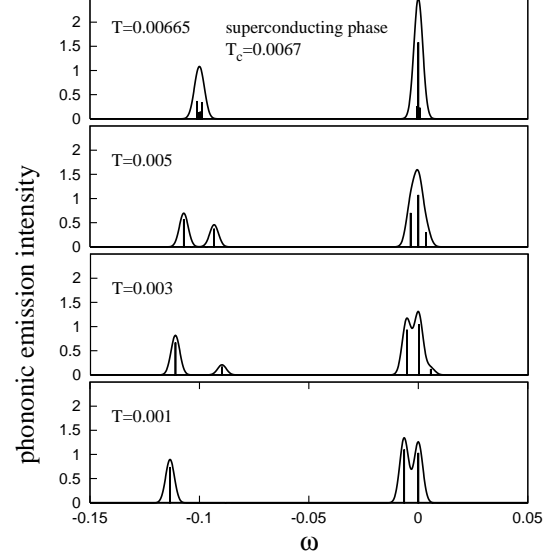 2
1.5
1
0.5
0
T=0.00665
superconducting phase
Tc=0.0067
2
1.5
1
0.5
0
T=0.005
2
1.5
1
0.5
0
T=0.003
2
1.5
1
0.5
0
T=0.001
phononic emission intensity
-0.15 -0.1 -0.05 0 0.05
ω